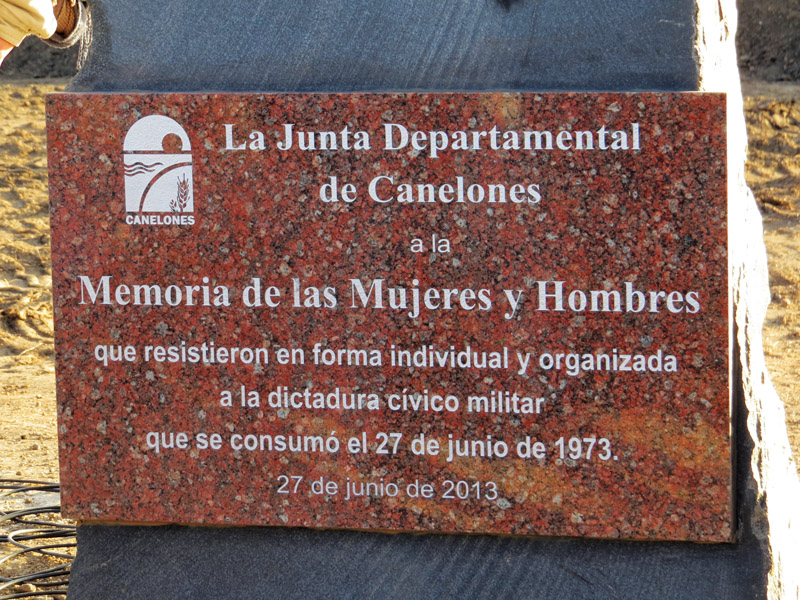 CANELONES
La Junta Departamental
de Canelones
a la
Memoria de las Mujeres y Hombres
que resistieron en forma individual y organizada
a la dictadura cívico militar
que se consumó el 27 de junio de 1973.
27 de junio de 2013